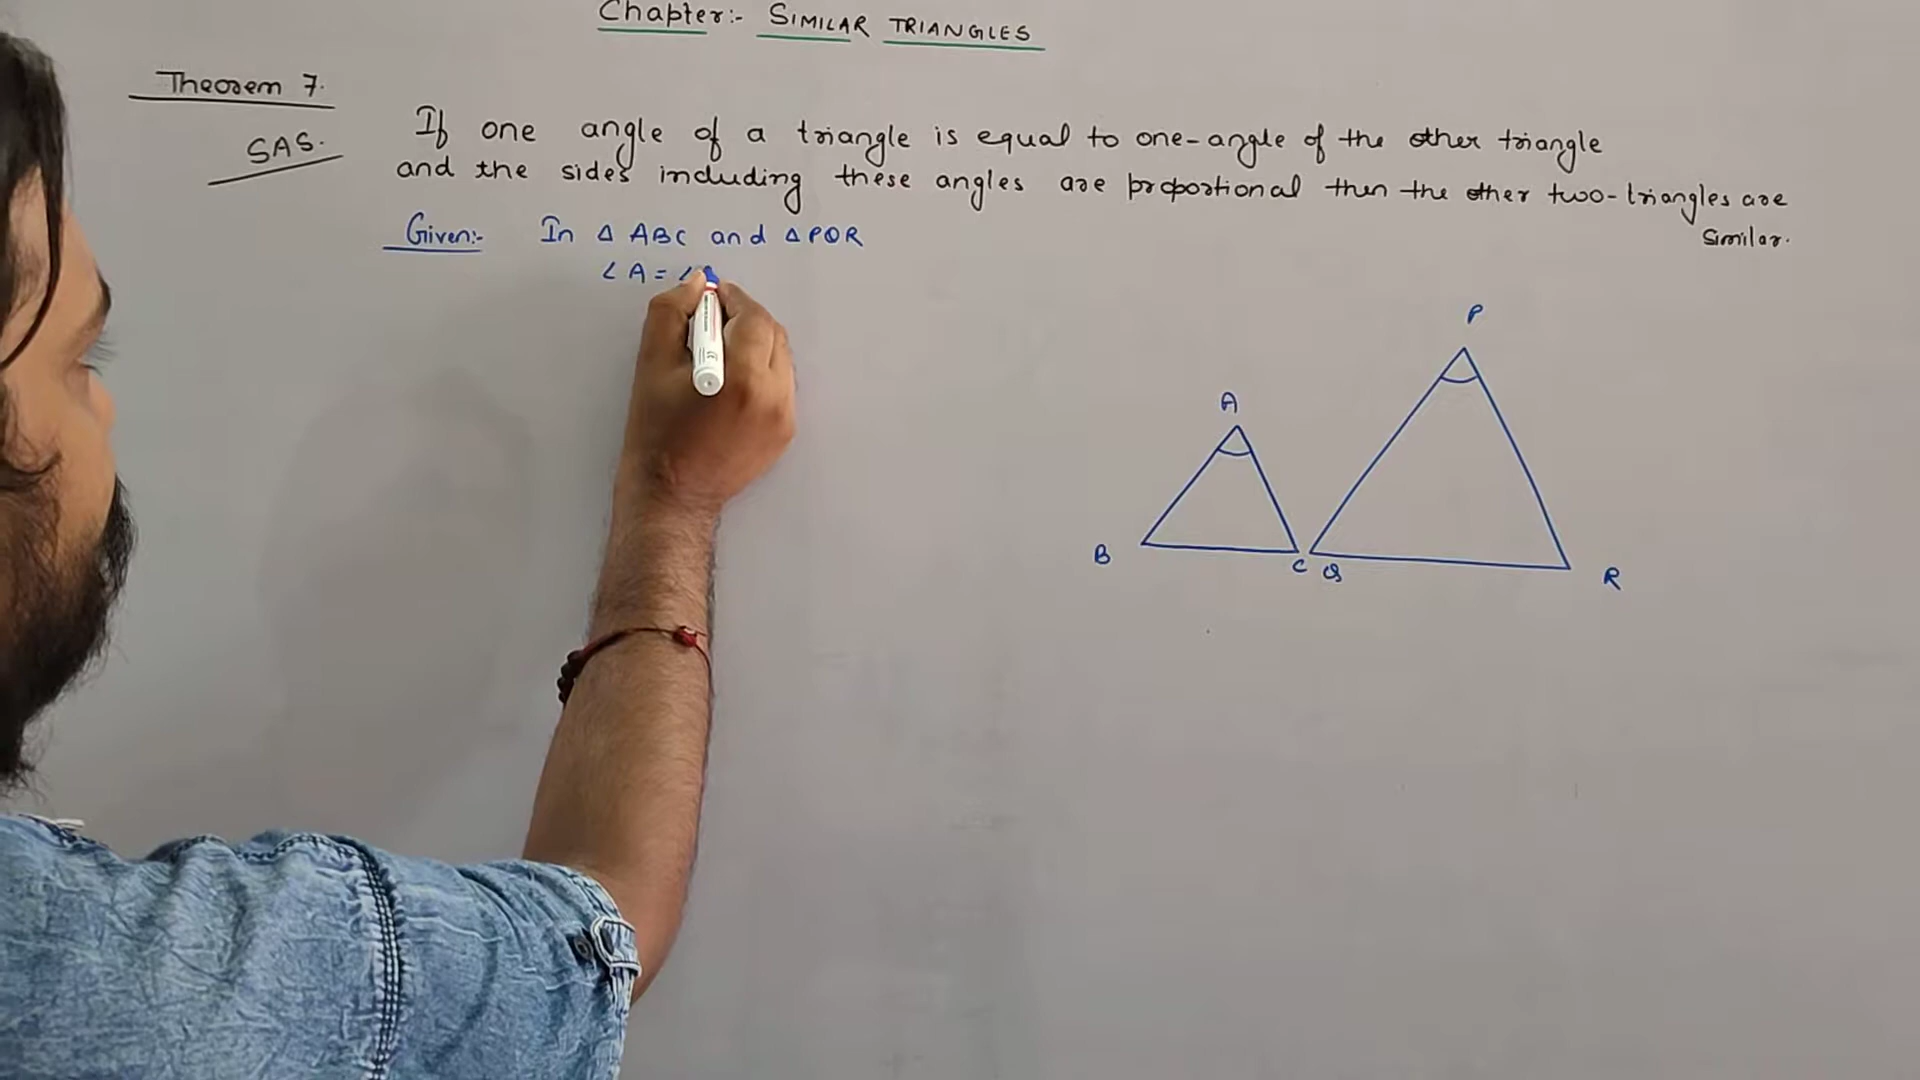 Chapter:- SIMILAR TRIANGLES
Theorem 7.
SAS.
If one angle of a triangle is equal to one-angle of the other triangle
and the sides including these angles are proportional then the other two-triangles are
similar.
Given:- In Δ ABC and Δ PQR
∠ A = ∠
P
A
B
C
Q
R